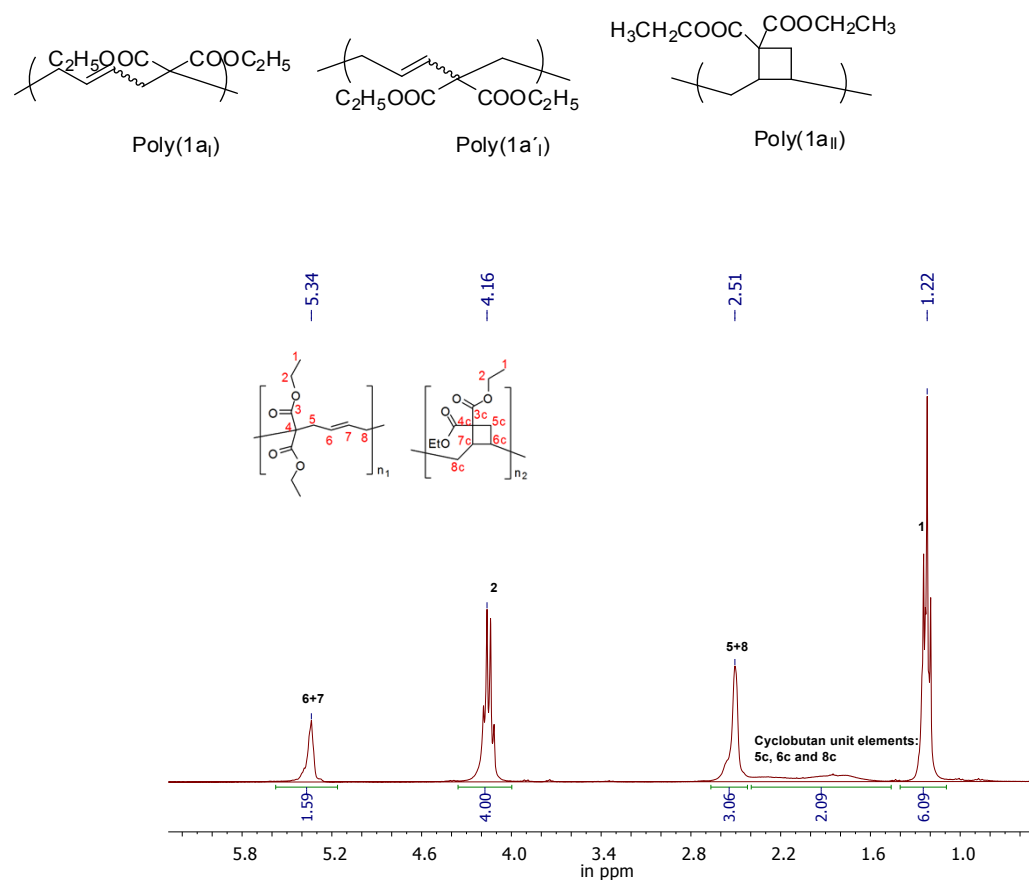 H3CH2COOC COOCH2CH3
C2H5OOC COOC2H5
C2H5OOC COOC2H5
Poly(1aI)
Poly(1a´I)
Poly(1aII)
5.34
4.16
2.51
1.22
1
2
O
O
3
4
5
6
7
8
O
O
n1
1
2
O
O
3c
4c
O
EtO
5c
7c
6c
8c
n2
1
2
5+8
6+7
Cyclobutan unit elements:
5c, 6c and 8c
1.59
4.00
3.06
2.09
6.09
5.8 5.2 4.6 4.0 3.4 2.8 2.2 1.6 1.0
in ppm